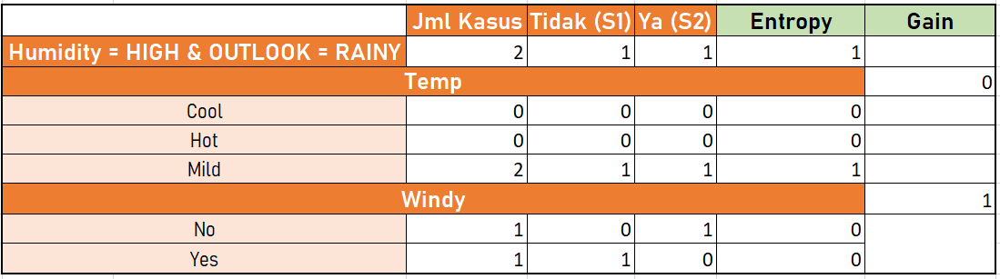 Jml Kasus Tidak (S1) Ya (S2) Entropy Gain
Humidity = HIGH & OUTLOOK = RAINY 2 1 1 1
Temp 0
Cool 0 0 0 0
Hot 0 0 0 0
Mild 2 1 1 1
Windy 1
No 1 0 1 0
Yes 1 1 0 0